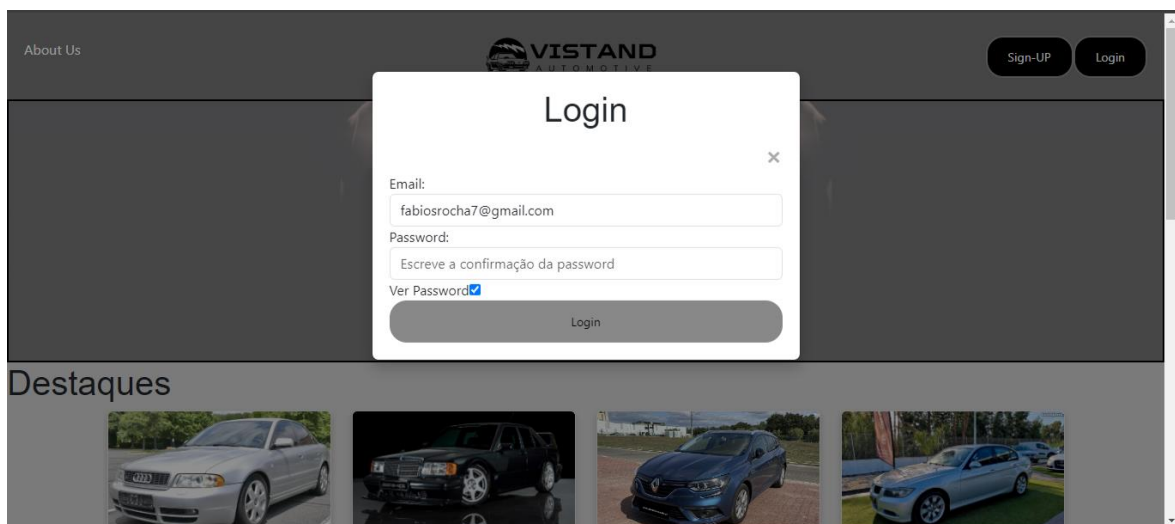 About Us
VISTAND
AUTOMOTIVE
Sign-UP
Login
Login
×
Email:
fabiosrocha7@gmail.com
Password:
Escreve a confirmação da password
Ver Password
Login
Destaques